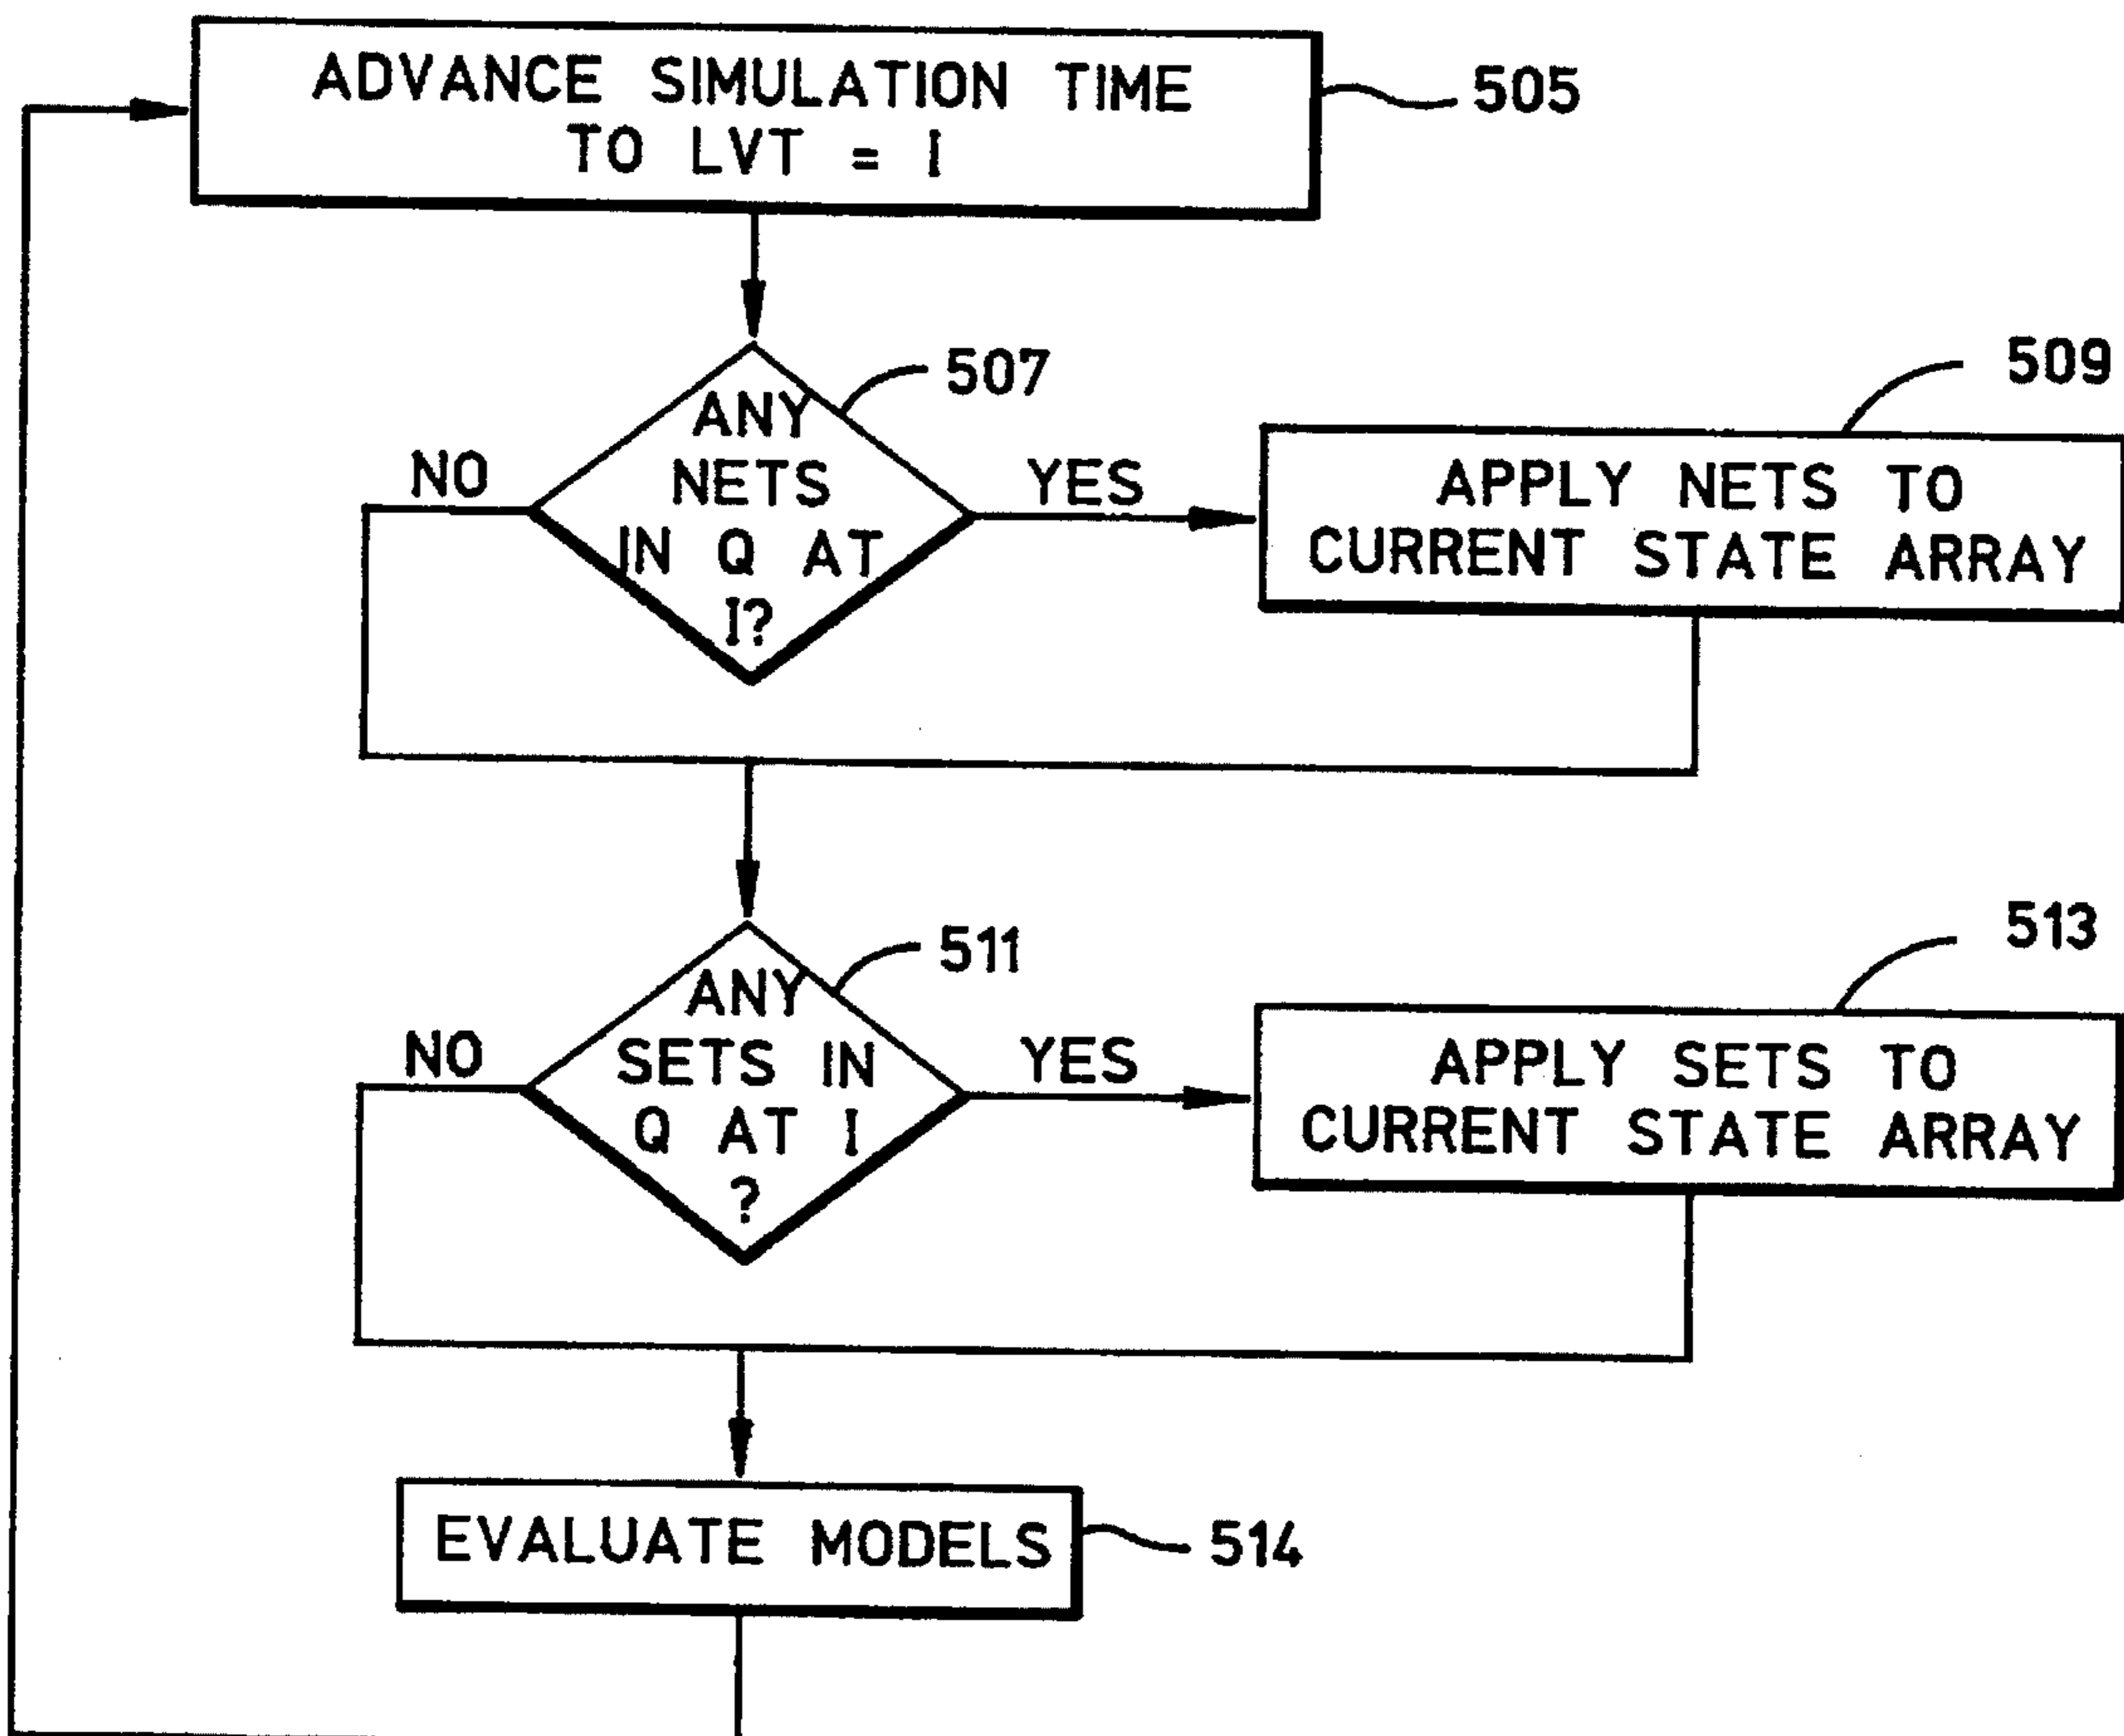 ADVANCE SIMULATION TIME
TO LVT = I
505
ANY
NETS
IN Q AT
I?
507
NO
YES
509
APPLY NETS TO
CURRENT STATE ARRAY
ANY
SETS IN
Q AT I
?
511
NO
YES
513
APPLY SETS TO
CURRENT STATE ARRAY
EVALUATE MODELS
514